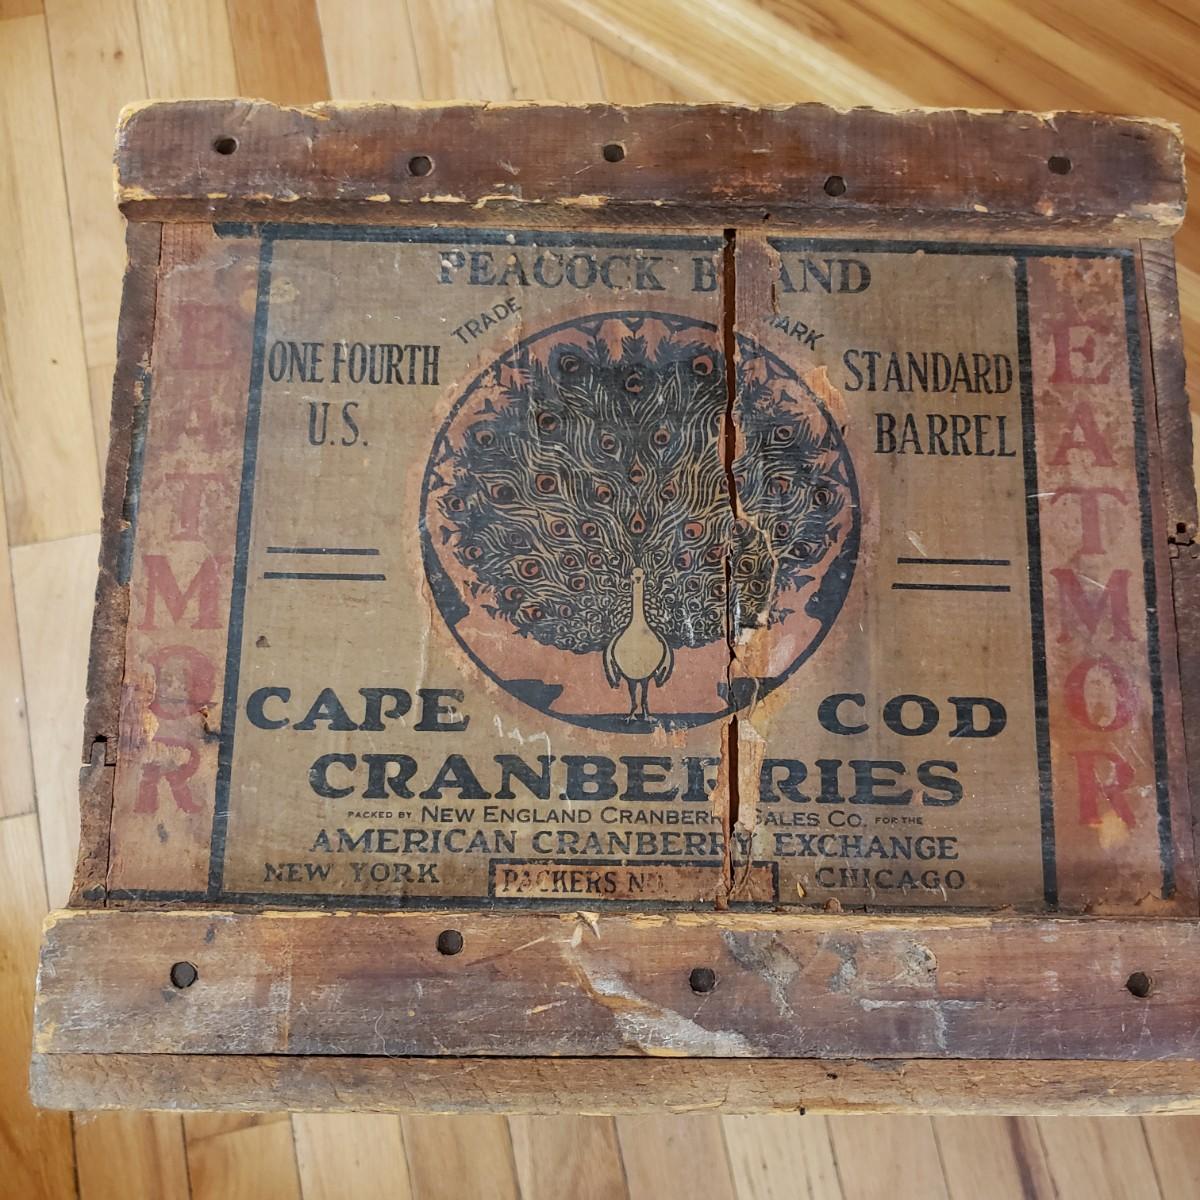 PEACOCK BRAND
TRADE MARK
ONE FOURTH
U.S.
STANDARD
BARREL
EATMOR
EATMOR
CAPE COD
CRANBERRIES
PACKED BY NEW ENGLAND CRANBERRY SALES CO. FOR THE
AMERICAN CRANBERRY EXCHANGE
NEW YORK
PACKERS NO.
CHICAGO